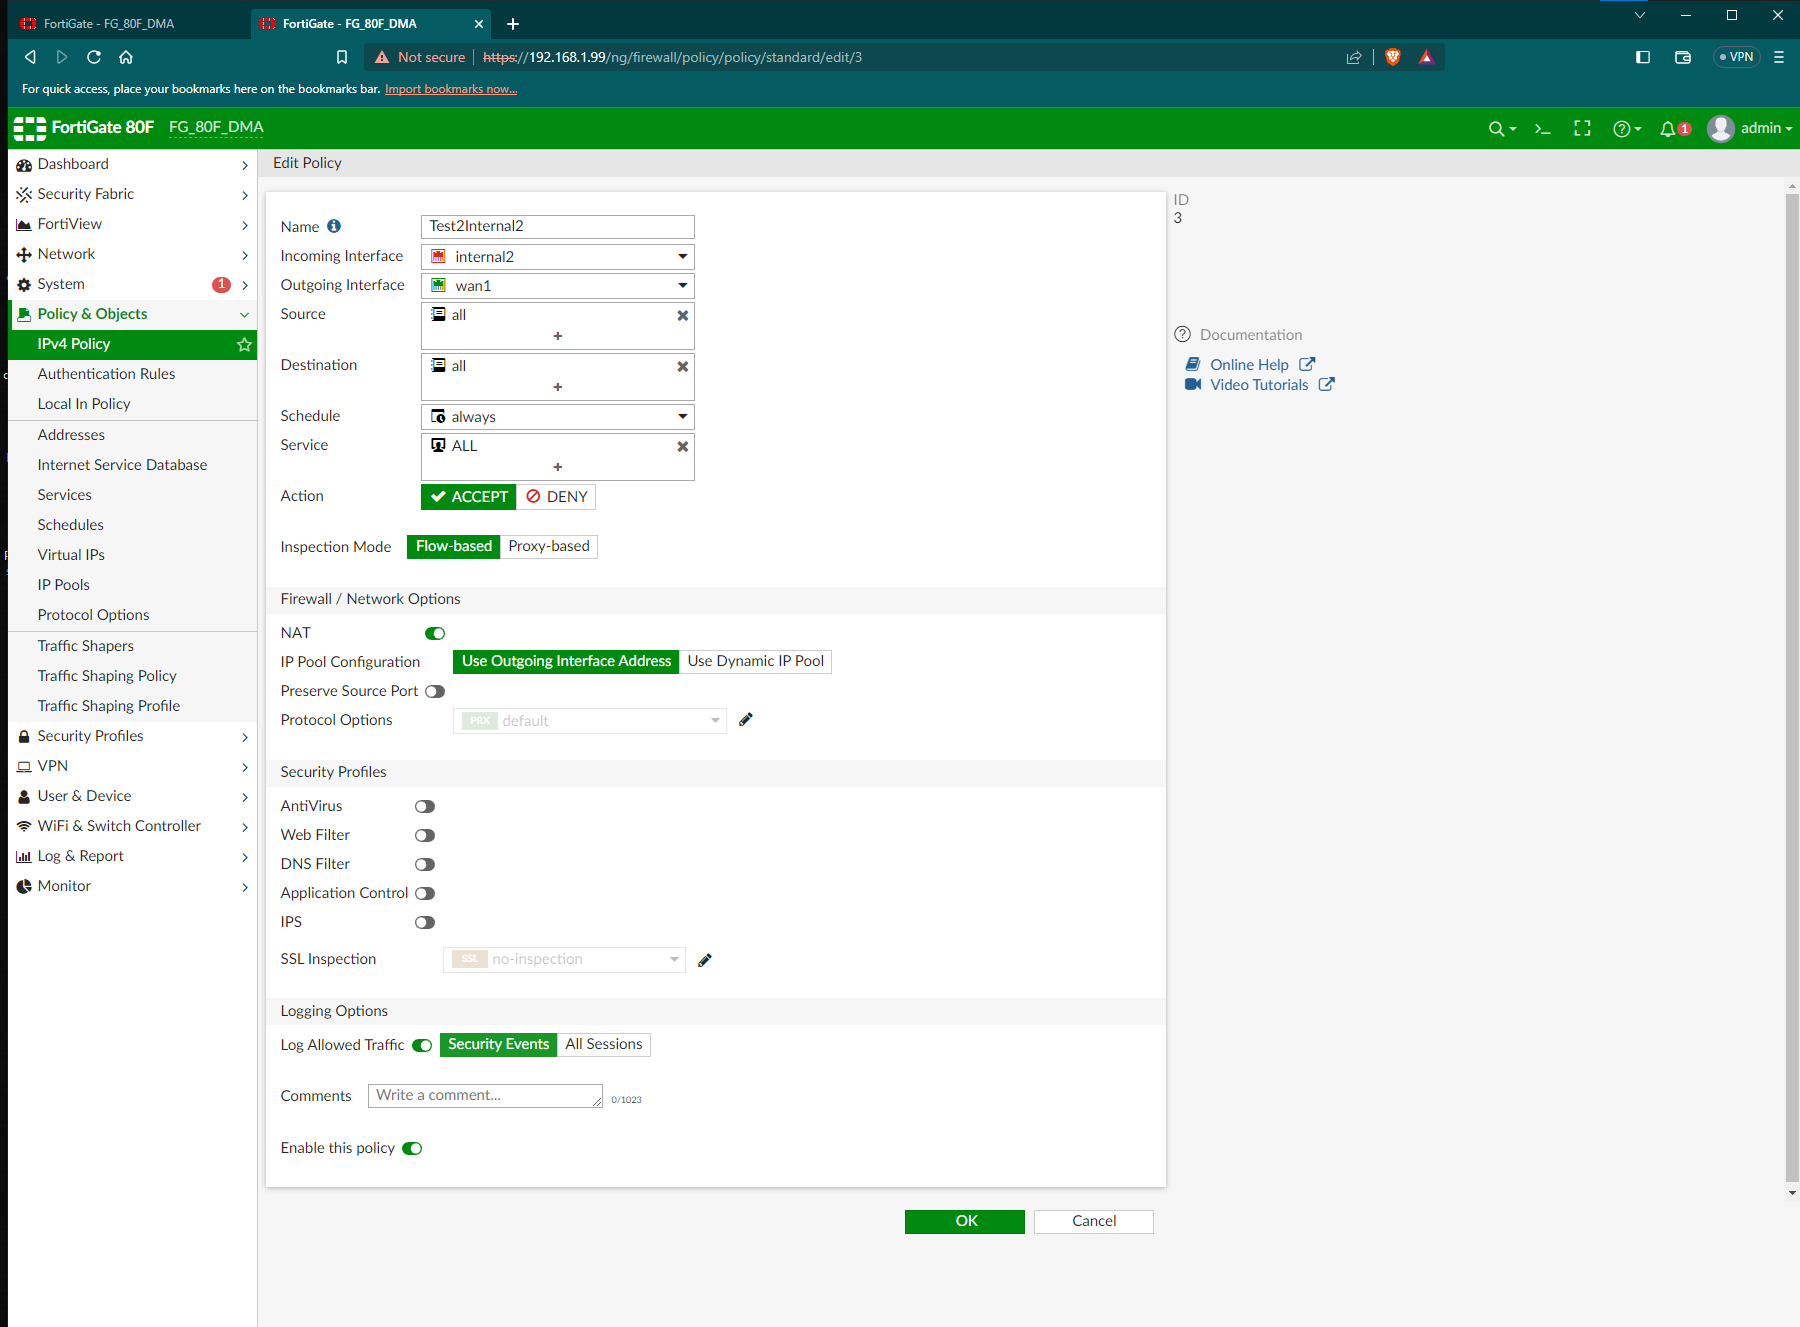 FortiGate - FG_80F_DMA
FortiGate - FG_80F_DMA
Not secure https://192.168.1.99/ng/firewall/policy/policy/standard/edit/3
VPN
For quick access, place your bookmarks here on the bookmarks bar. Import bookmarks now...
FortiGate 80F FG_80F_DMA
1 admin
Dashboard
Security Fabric
FortiView
Network
System 1
Policy & Objects
IPv4 Policy
Authentication Rules
Local In Policy
Addresses
Internet Service Database
Services
Schedules
Virtual IPs
IP Pools
Protocol Options
Traffic Shapers
Traffic Shaping Policy
Traffic Shaping Profile
Security Profiles
VPN
User & Device
WiFi & Switch Controller
Log & Report
Monitor
Edit Policy
Name Test2Internal2
Incoming Interface internal2
Outgoing Interface wan1
Source all
+
Destination all
+
Schedule always
Service ALL
+
Action ACCEPT DENY
Inspection Mode Flow-based Proxy-based
Firewall / Network Options
NAT
IP Pool Configuration Use Outgoing Interface Address Use Dynamic IP Pool
Preserve Source Port
Protocol Options PRX default
Security Profiles
AntiVirus
Web Filter
DNS Filter
Application Control
IPS
SSL Inspection SSL no-inspection
Logging Options
Log Allowed Traffic Security Events All Sessions
Comments Write a comment... 0/1023
Enable this policy
OK Cancel
ID
3
Documentation
Online Help
Video Tutorials